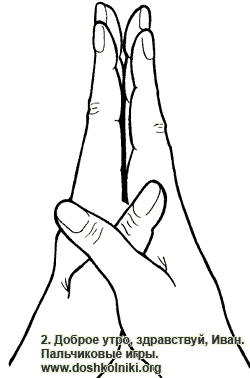 2. Доброе утро, здравствуй, Иван.
Пальчиковые игры.
www.doshkolniki.org